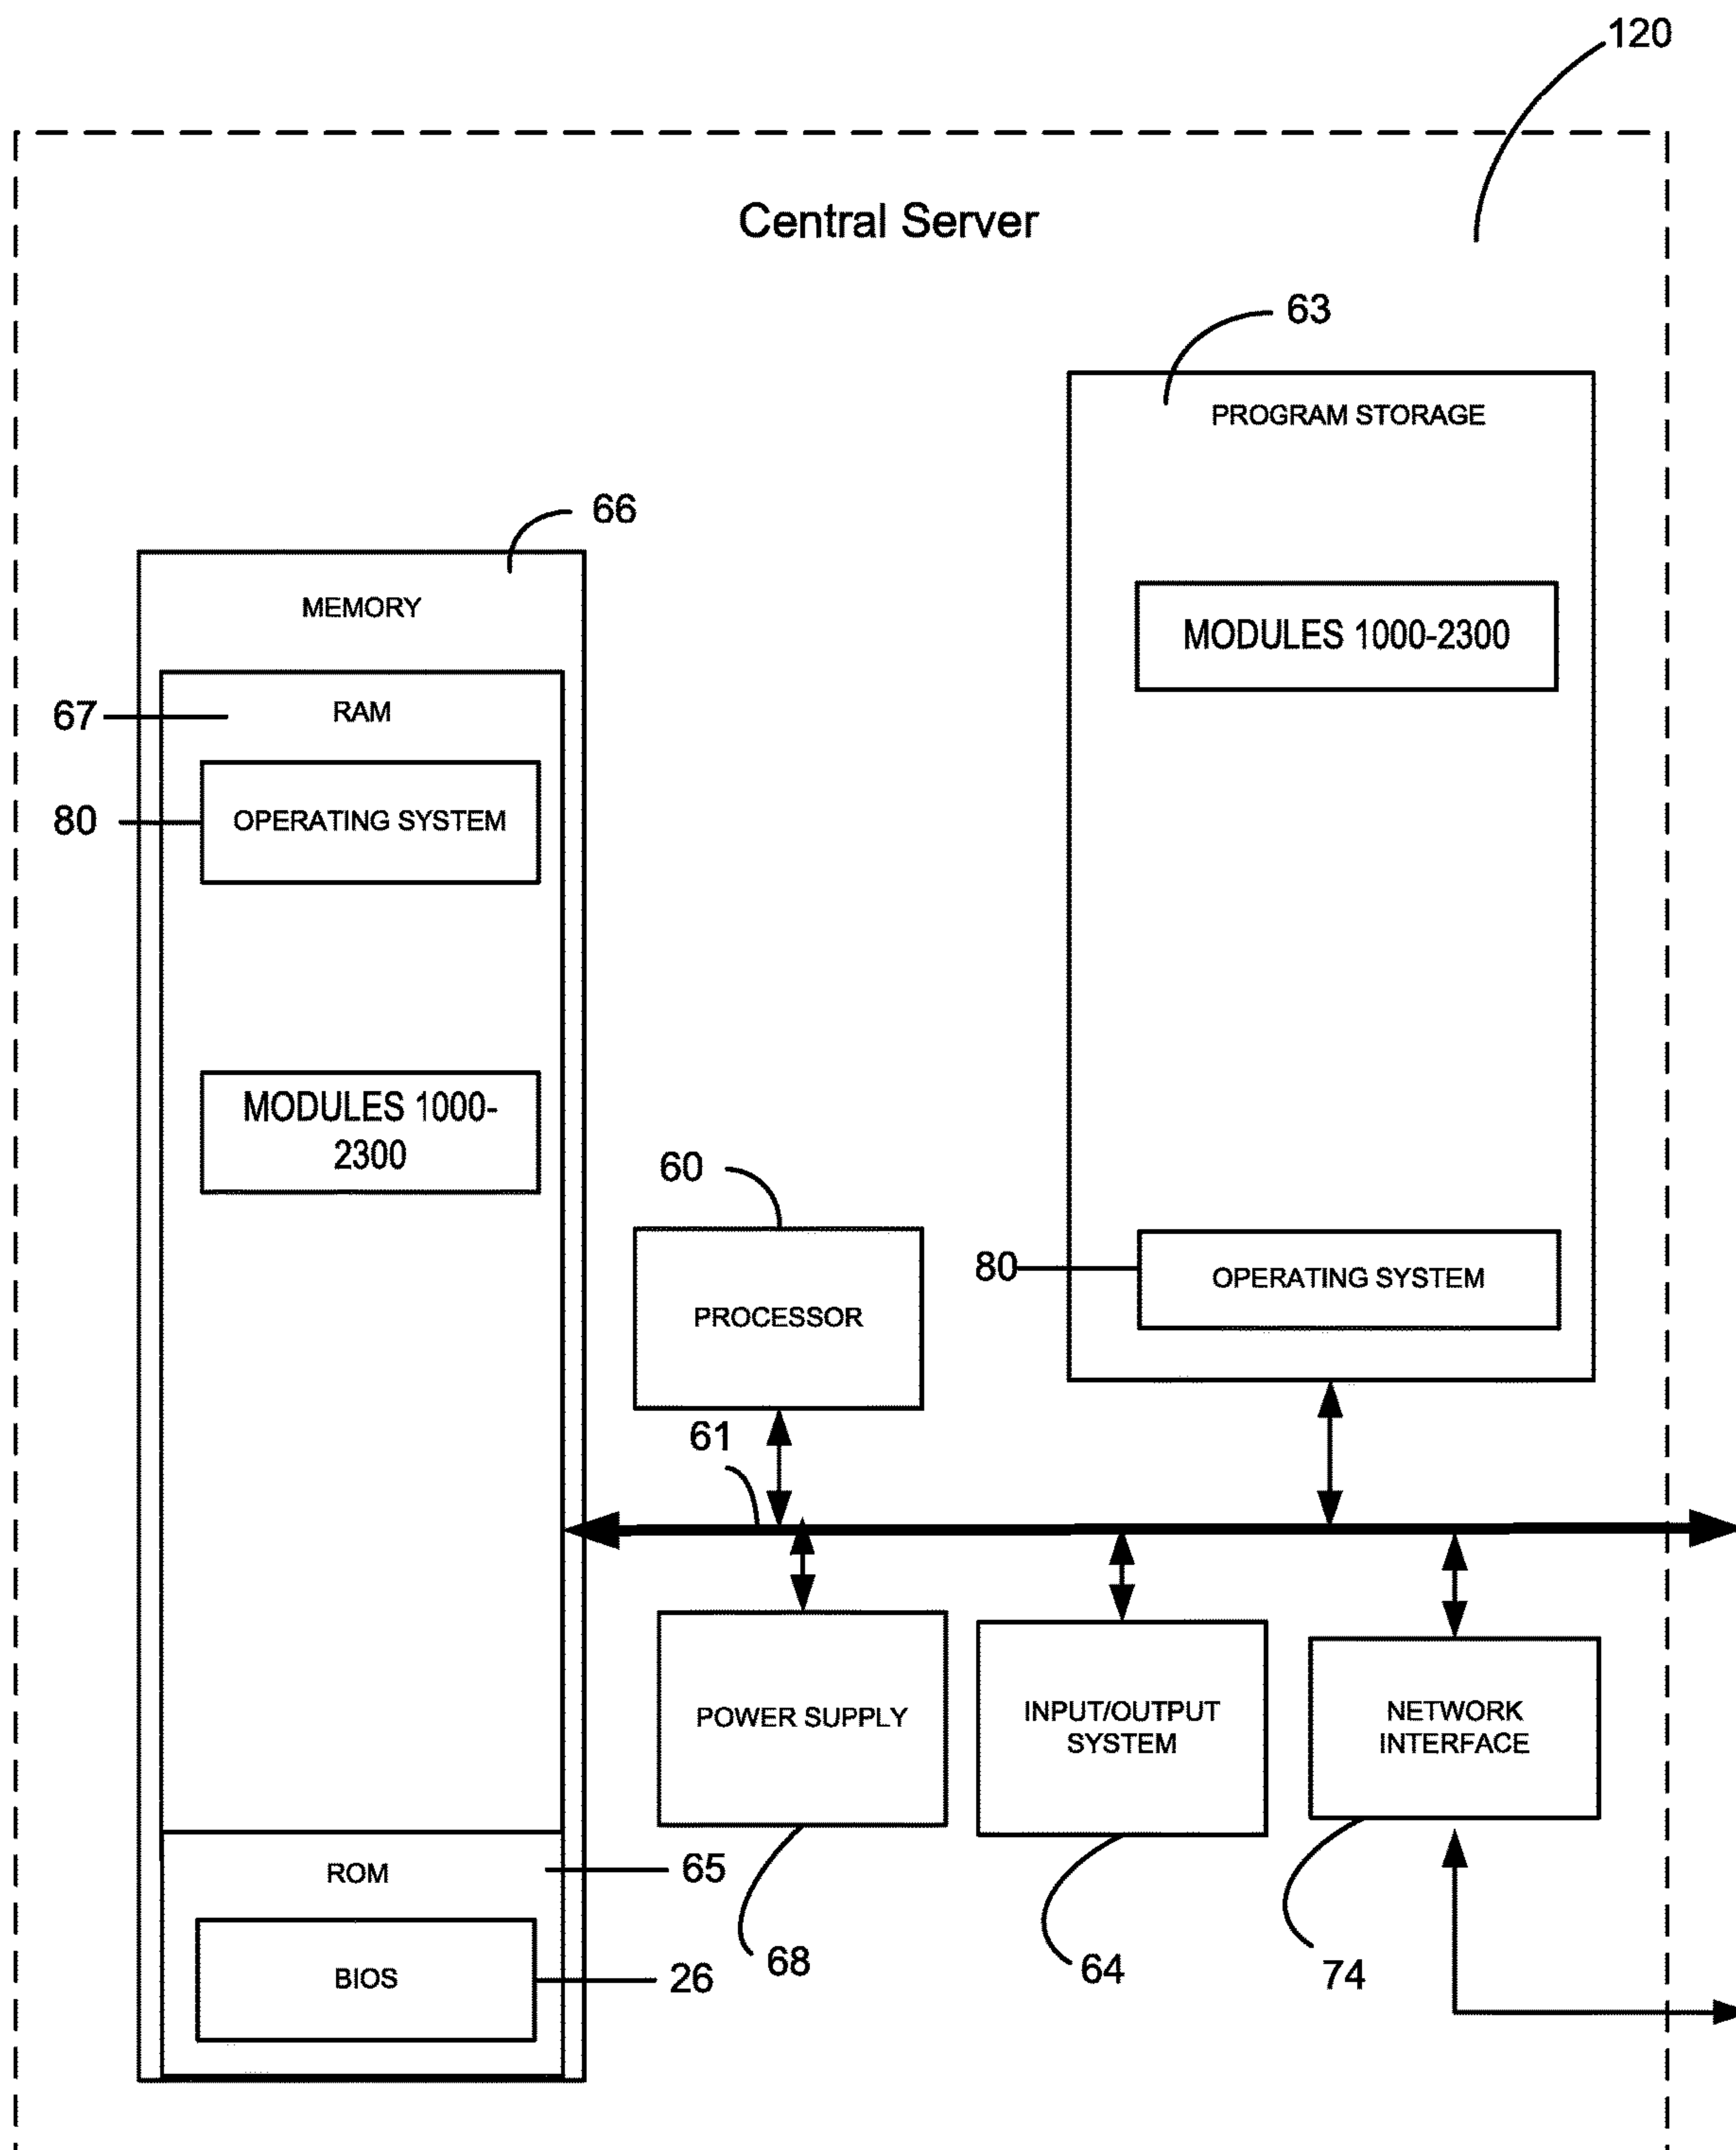 120
Central Server
63
PROGRAM STORAGE
66
MEMORY
MODULES 1000-2300
67
RAM
80
OPERATING SYSTEM
MODULES 1000-
2300
60
PROCESSOR
80
OPERATING SYSTEM
61
POWER SUPPLY
INPUT/OUTPUT
SYSTEM
NETWORK
INTERFACE
ROM
65
68
64
74
BIOS
26